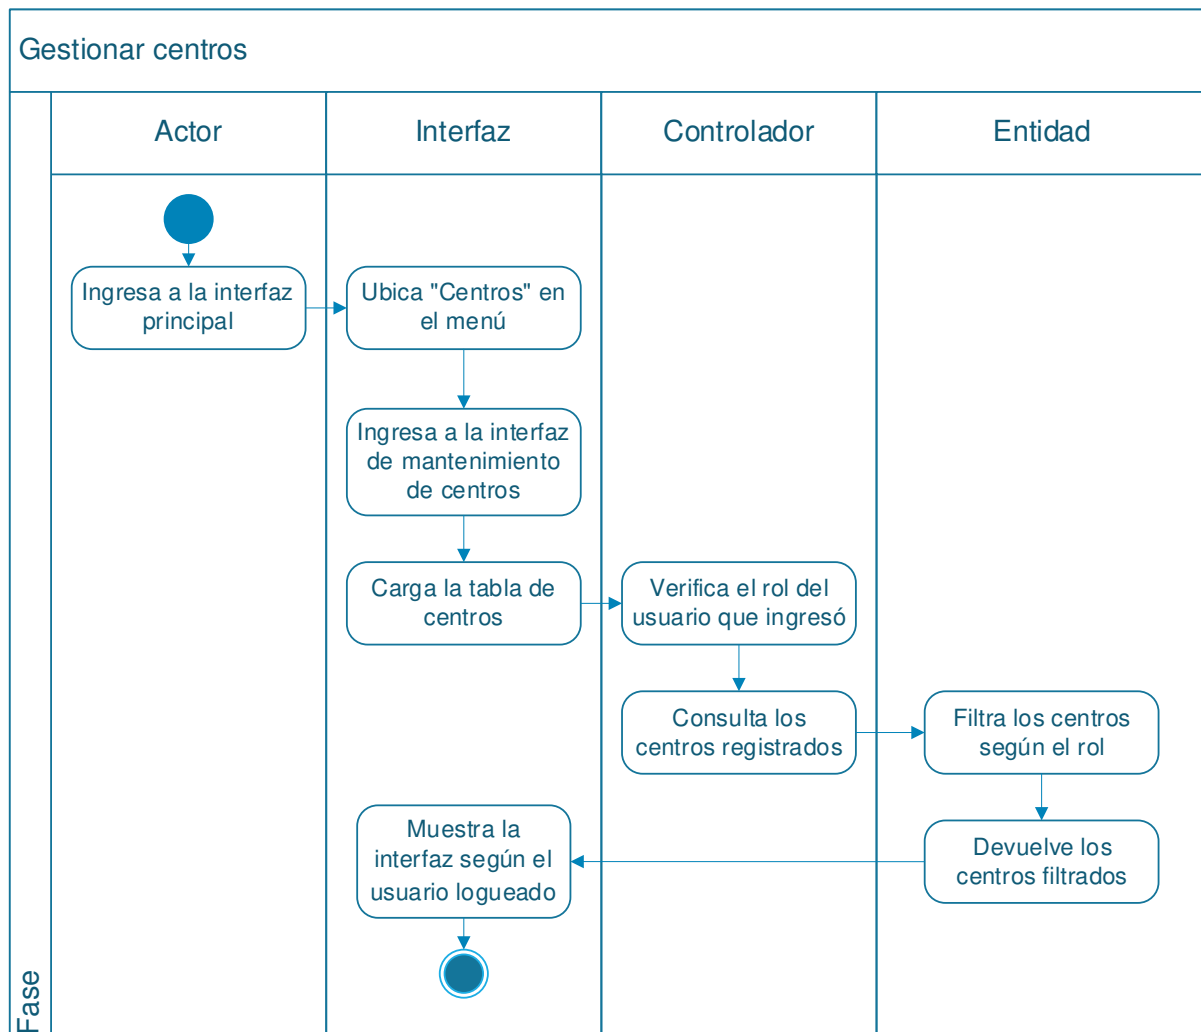 Gestionar centros
Actor
Interfaz
Controlador
Entidad
Ingresa a la interfaz
principal
Ubica "Centros" en
el menú
Ingresa a la interfaz
de mantenimiento
de centros
Carga la tabla de
centros
Verifica el rol del
usuario que ingresó
Consulta los
centros registrados
Filtra los centros
según el rol
Devuelve los
centros filtrados
Muestra la
interfaz según el
usuario logueado
Fase